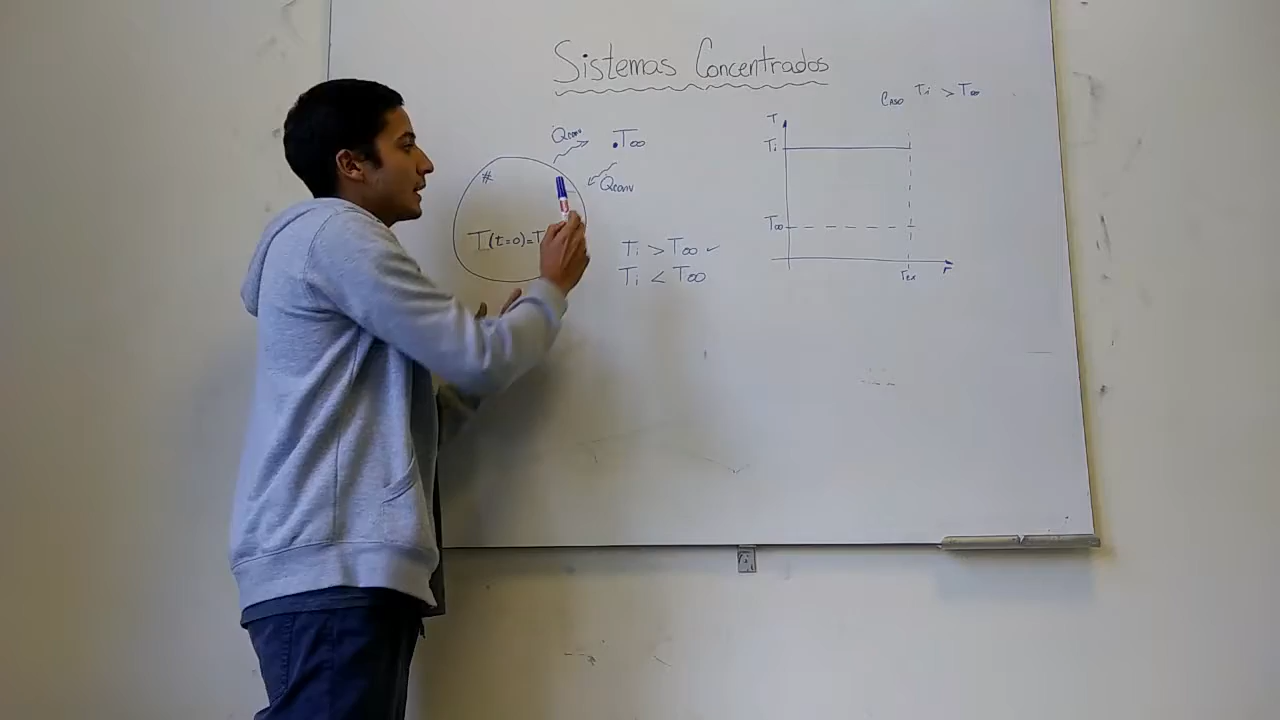 Sistemas Concentrados
Caso Ti > T∞
Qconv
T∞
Qconv
#
T(t=0)=T
Ti > T∞ ✓
Ti < T∞
T
Ti
T∞
r